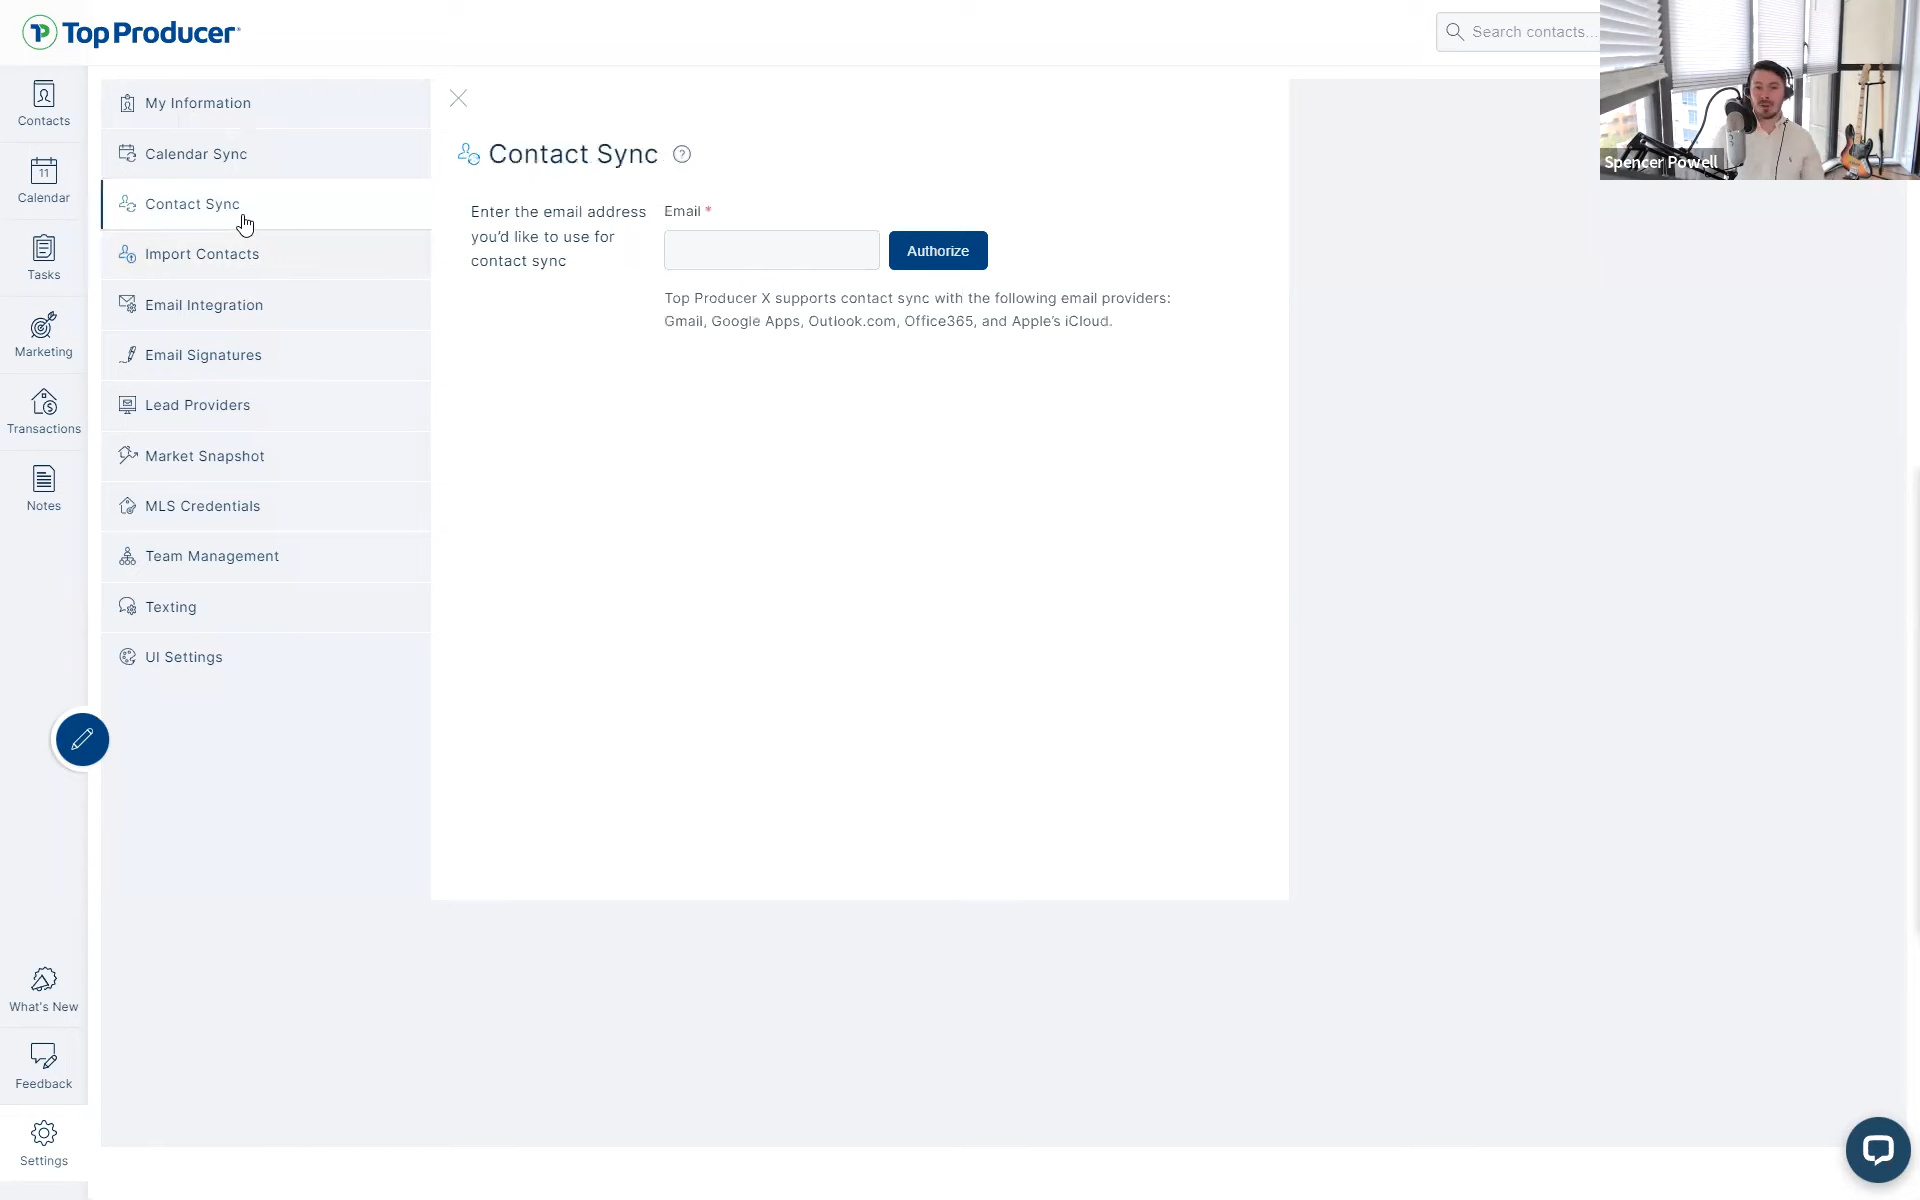 Top Producer
Search contacts...
Spencer Powell
Contacts
11
Calendar
Tasks
Marketing
Transactions
Notes
What's New
Feedback
Settings
My Information
Calendar Sync
Contact Sync
Import Contacts
Email Integration
Email Signatures
Lead Providers
Market Snapshot
MLS Credentials
Team Management
Texting
UI Settings
Contact Sync ?
Enter the email address
you'd like to use for
contact sync
Email *
Authorize
Top Producer X supports contact sync with the following email providers:
Gmail, Google Apps, Outlook.com, Office365, and Apple's iCloud.